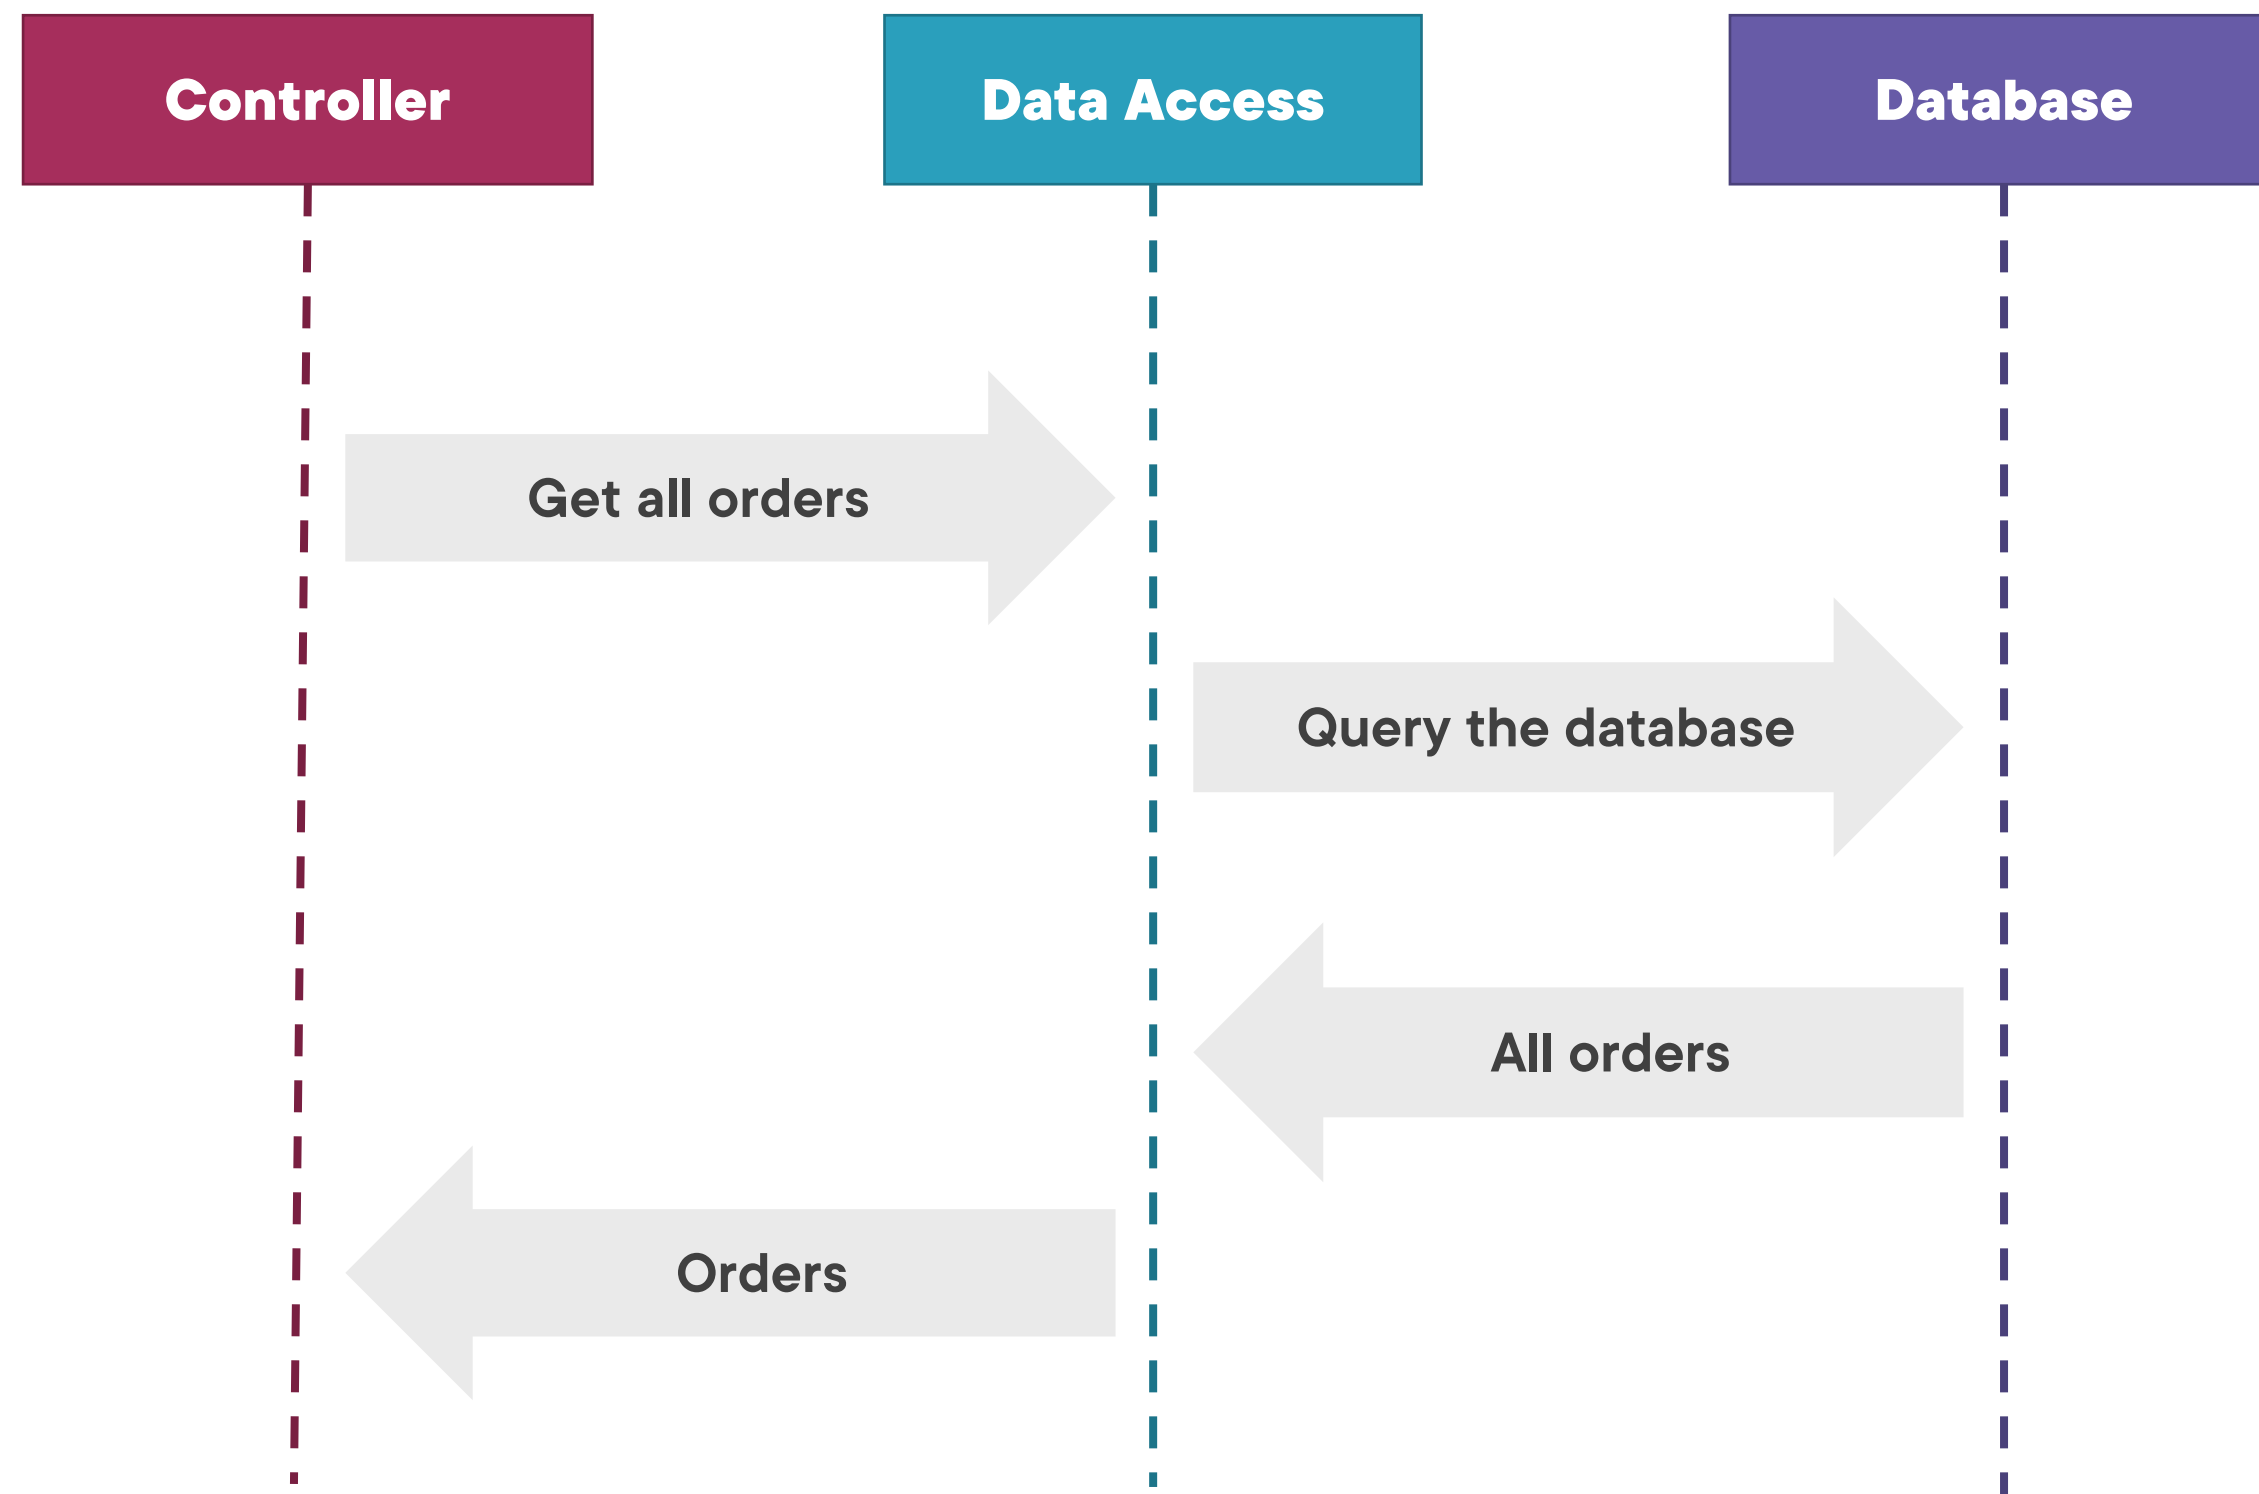 Controller
Data Access
Database
Get all orders
Query the database
All orders
Orders